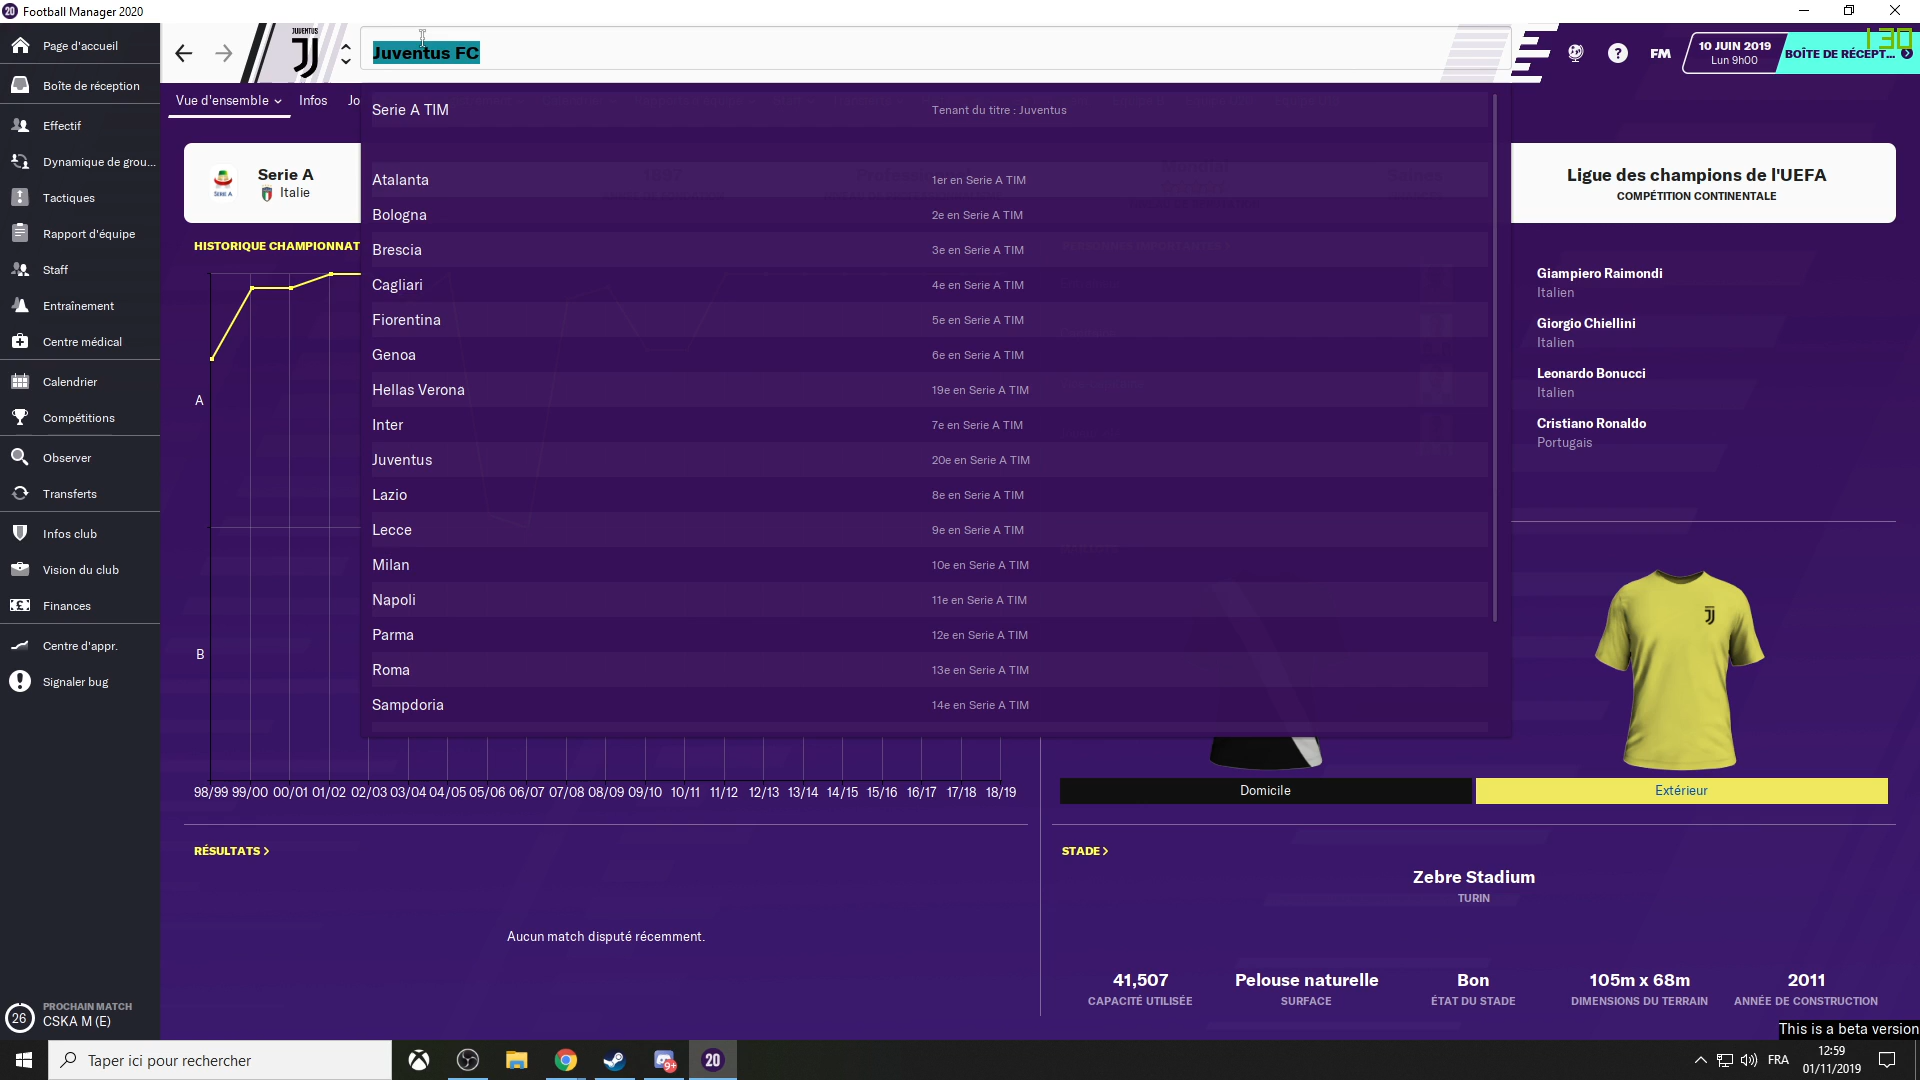 Football Manager 2020
Page d'accueil
Boîte de réception
Effectif
Dynamique de grou...
Tactiques
Rapport d'équipe
Staff
Entraînement
Centre médical
Calendrier
Compétitions
Observer
Transferts
Infos club
Vision du club
Finances
Centre d'appr.
Signaler bug
PROCHAIN MATCH
26
CSKA M (E)
JUVENTUS
Juventus FC
FM
10 JUIN 2019
Lun 9h00
BOÎTE DE RÉCEPT...
130
Vue d'ensemble
Infos
Jo
Serie A TIM
Tenant du titre : Juventus
Atalanta
1er en Serie A TIM
Bologna
2e en Serie A TIM
Brescia
3e en Serie A TIM
Cagliari
4e en Serie A TIM
Fiorentina
5e en Serie A TIM
Genoa
6e en Serie A TIM
Hellas Verona
19e en Serie A TIM
Inter
7e en Serie A TIM
Juventus
20e en Serie A TIM
Lazio
8e en Serie A TIM
Lecce
9e en Serie A TIM
Milan
10e en Serie A TIM
Napoli
11e en Serie A TIM
Parma
12e en Serie A TIM
Roma
13e en Serie A TIM
Sampdoria
14e en Serie A TIM
Serie A
Italie
HISTORIQUE CHAMPIONNAT
A
B
98/99 99/00 00/01 01/02 02/03 03/04 04/05 05/06 06/07 07/08 08/09 09/10 10/11 11/12 12/13 13/14 14/15 15/16 16/17 17/18 18/19
RÉSULTATS
Aucun match disputé récemment.
Ligue des champions de l'UEFA
COMPÉTITION CONTINENTALE
Giampiero Raimondi
Italien
Giorgio Chiellini
Italien
Leonardo Bonucci
Italien
Cristiano Ronaldo
Portugais
Domicile
Extérieur
STADE
Zebre Stadium
TURIN
41,507
CAPACITÉ UTILISÉE
Pelouse naturelle
SURFACE
Bon
ÉTAT DU STADE
105m x 68m
DIMENSIONS DU TERRAIN
2011
ANNÉE DE CONSTRUCTION
This is a beta version
Taper ici pour rechercher
9+
20
FRA
12:59
01/11/2019